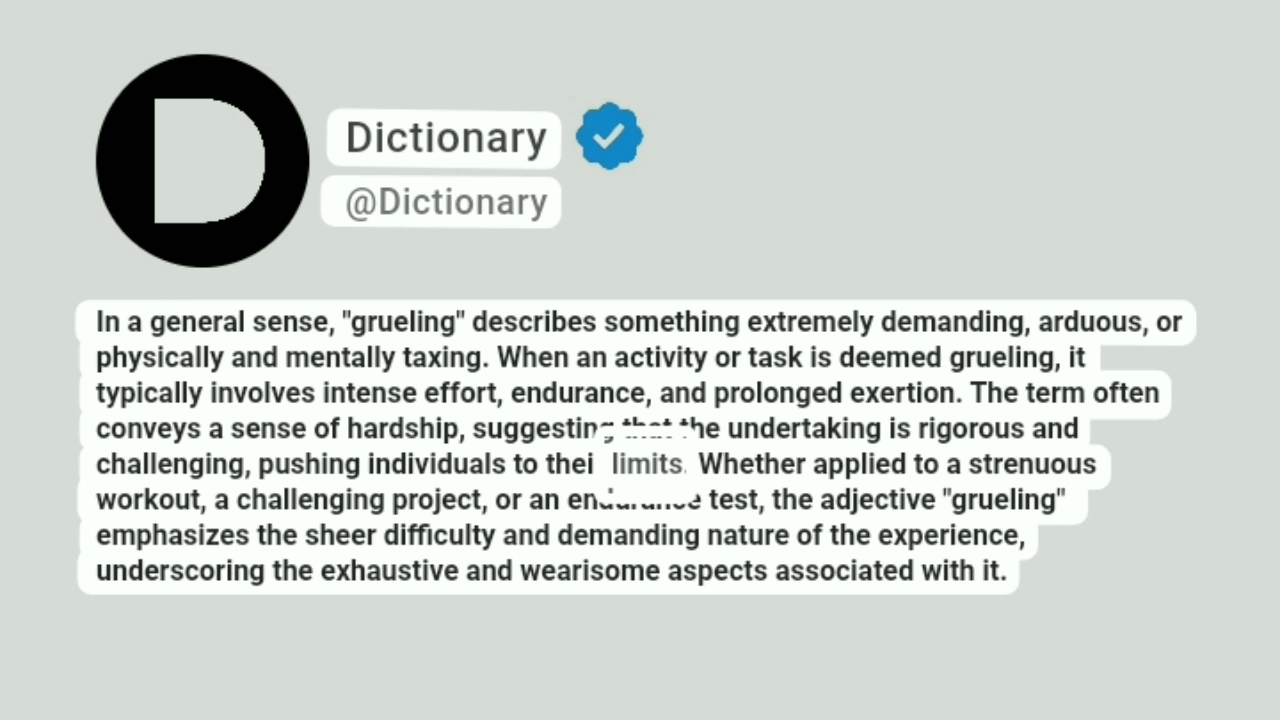 D
Dictionary
@Dictionary
In a general sense, "grueling" describes something extremely demanding, arduous, or
physically and mentally taxing. When an activity or task is deemed grueling, it
typically involves intense effort, endurance, and prolonged exertion. The term often
conveys a sense of hardship, suggesting that the undertaking is rigorous and
challenging, pushing individuals to thei limits. Whether applied to a strenuous
workout, a challenging project, or an endurance test, the adjective "grueling"
emphasizes the sheer difficulty and demanding nature of the experience,
underscoring the exhaustive and wearisome aspects associated with it.